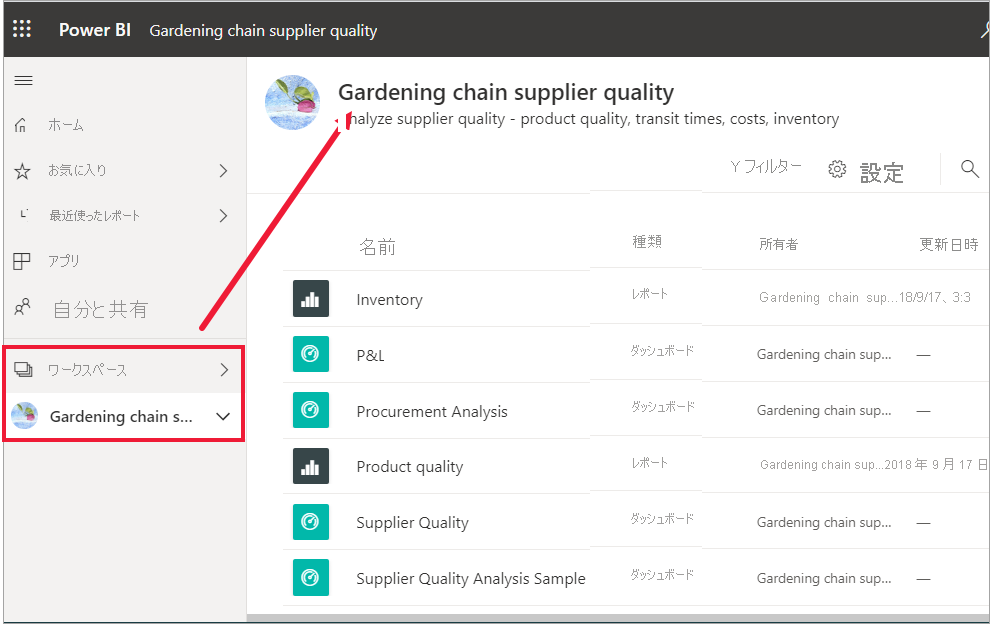 Power BI Gardening chain supplier quality
Gardening chain supplier quality
nalyze supplier quality - product quality, transit times, costs, inventory
ホーム
お気に入り
最近使ったレポート
アプリ
自分と共有
ワークスペース
Gardening chain s...
Y フィルター 設定
名前 種類 所有者 更新日時
Inventory レポート Gardening chain sup...18/9/17、3:3
P&L ダッシュボード Gardening chain sup... —
Procurement Analysis ダッシュボード Gardening chain sup... —
Product quality レポート Gardening chain sup...2018 年 9 月 17 日
Supplier Quality ダッシュボード Gardening chain sup... —
Supplier Quality Analysis Sample ダッシュボード Gardening chain sup... —